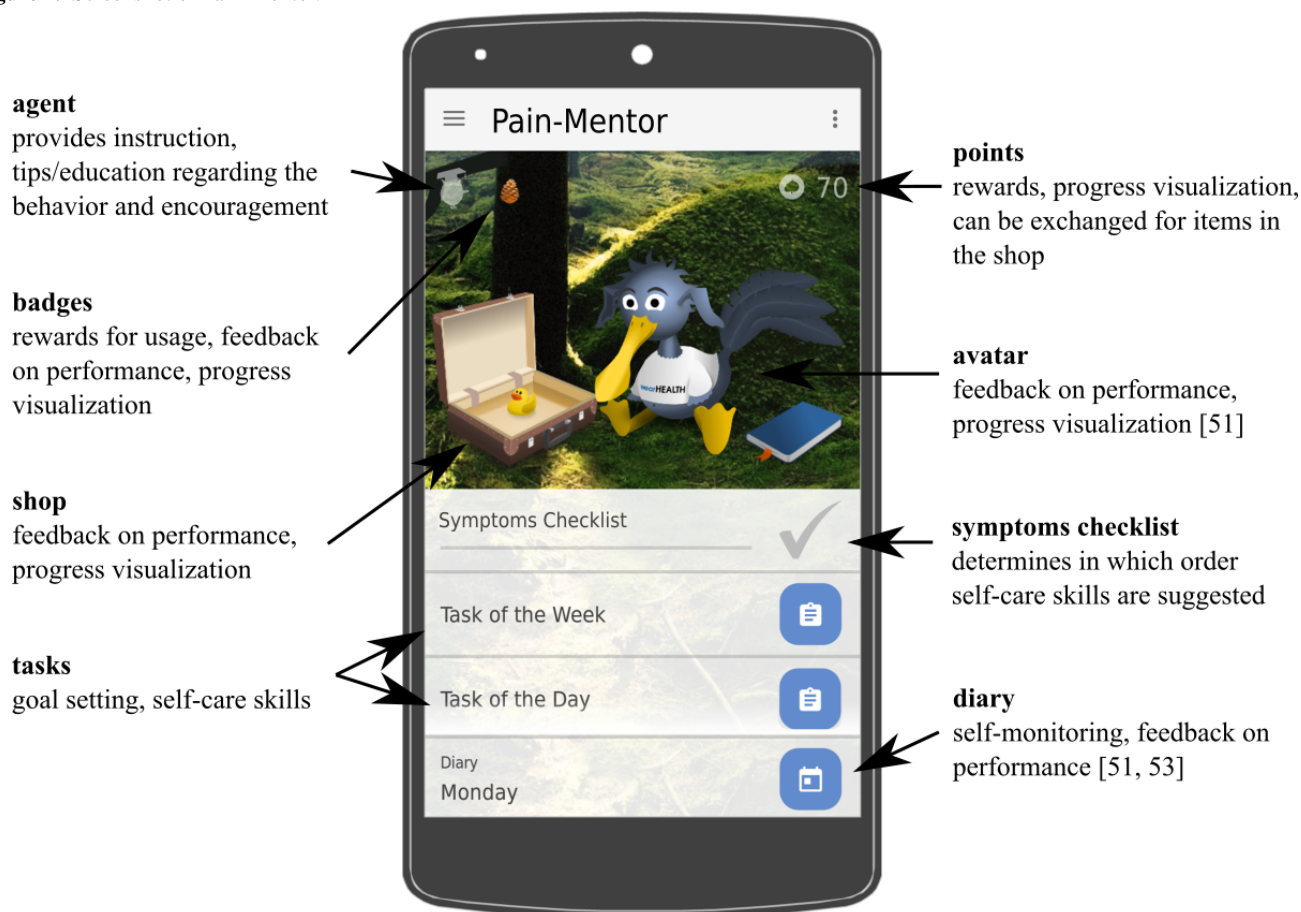 agent
provides instruction,
tips/education regarding the
behavior and encouragement
badges
rewards for usage, feedback
on performance, progress
visualization
shop
feedback on performance,
progress visualization
tasks
goal setting, self-care skills
Pain-Mentor
70
wearHEALTH
Symptoms Checklist
Task of the Week
Task of the Day
Diary
Monday
points
rewards, progress visualization,
can be exchanged for items in
the shop
avatar
feedback on performance,
progress visualization [51]
symptoms checklist
determines in which order
self-care skills are suggested
diary
self-monitoring, feedback on
performance [51, 53]